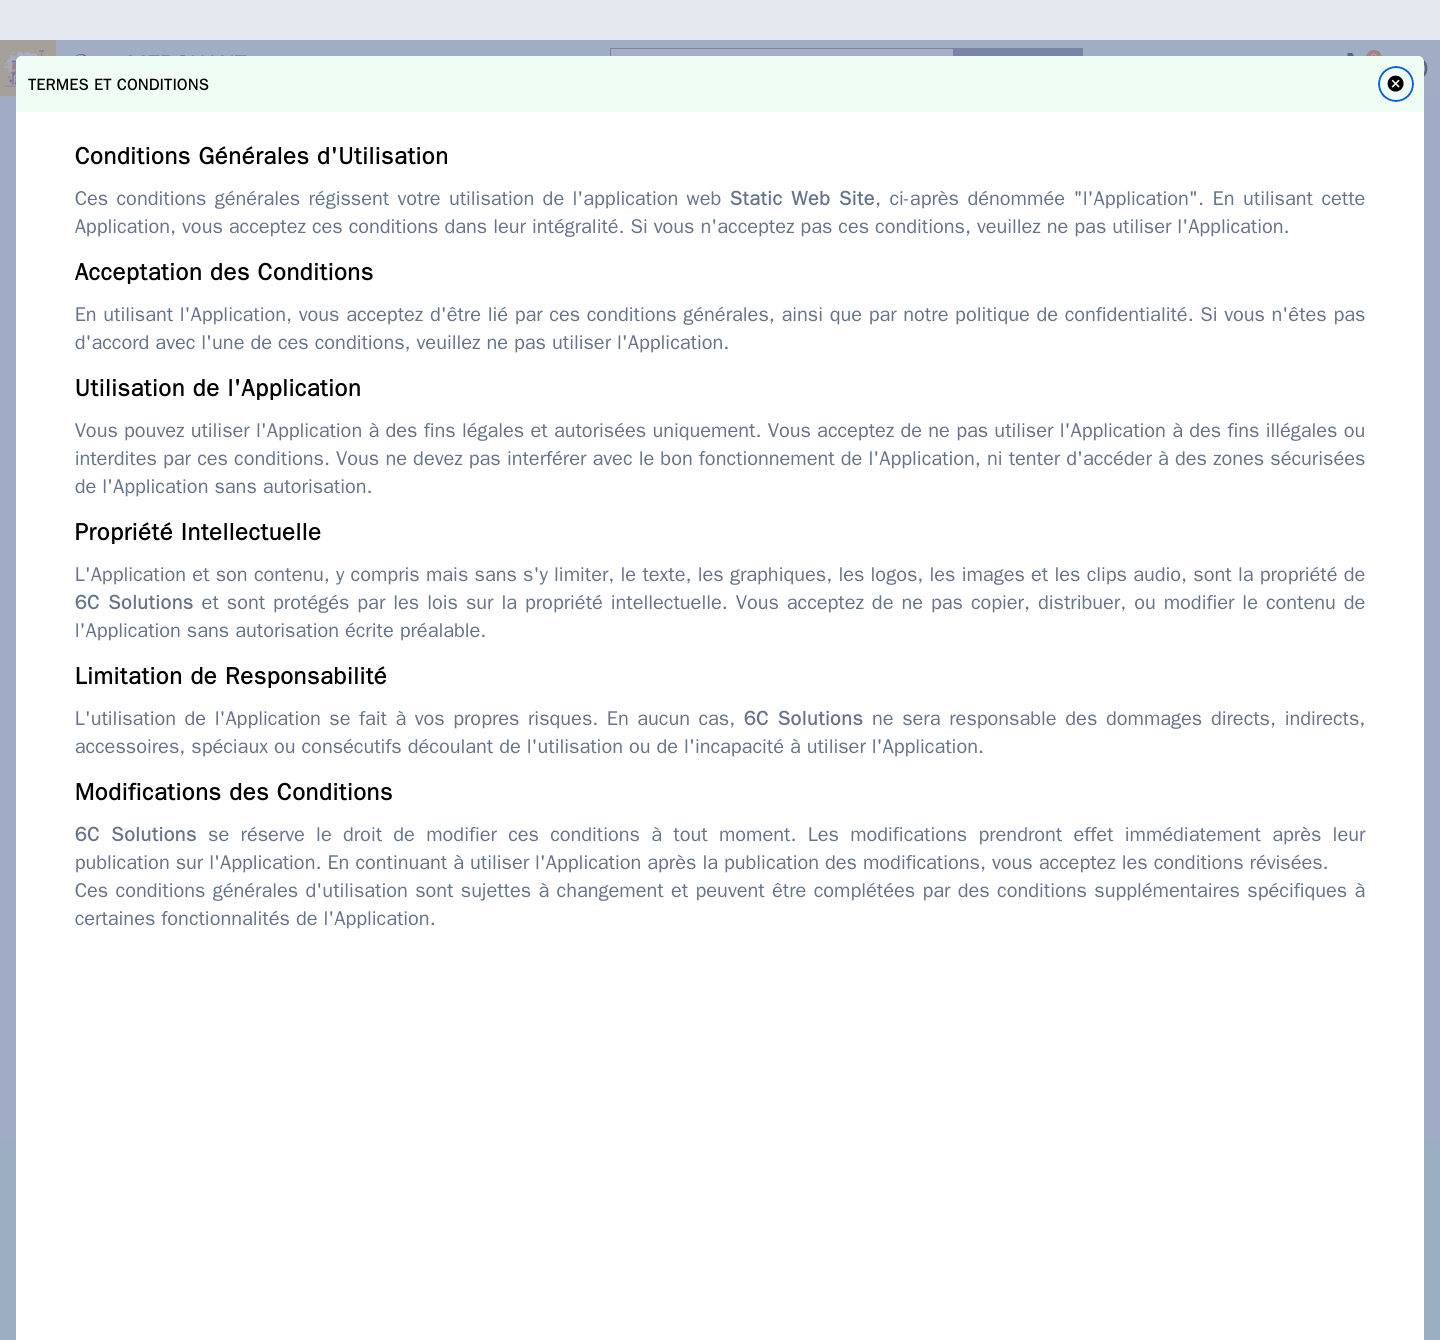 TERMES ET CONDITIONS
Conditions Générales d'Utilisation
Ces conditions générales régissent votre utilisation de l'application web Static Web Site, ci-après dénommée "l'Application". En utilisant cette
Application, vous acceptez ces conditions dans leur intégralité. Si vous n'acceptez pas ces conditions, veuillez ne pas utiliser l'Application.
Acceptation des Conditions
En utilisant l'Application, vous acceptez d'être lié par ces conditions générales, ainsi que par notre politique de confidentialité. Si vous n'êtes pas
d'accord avec l'une de ces conditions, veuillez ne pas utiliser l'Application.
Utilisation de l'Application
Vous pouvez utiliser l'Application à des fins légales et autorisées uniquement. Vous acceptez de ne pas utiliser l'Application à des fins illégales ou
interdites par ces conditions. Vous ne devez pas interférer avec le bon fonctionnement de l'Application, ni tenter d'accéder à des zones sécurisées
de l'Application sans autorisation.
Propriété Intellectuelle
L'Application et son contenu, y compris mais sans s'y limiter, le texte, les graphiques, les logos, les images et les clips audio, sont la propriété de
6C Solutions et sont protégés par les lois sur la propriété intellectuelle. Vous acceptez de ne pas copier, distribuer, ou modifier le contenu de
l'Application sans autorisation écrite préalable.
Limitation de Responsabilité
L'utilisation de l'Application se fait à vos propres risques. En aucun cas, 6C Solutions ne sera responsable des dommages directs, indirects,
accessoires, spéciaux ou consécutifs découlant de l'utilisation ou de l'incapacité à utiliser l'Application.
Modifications des Conditions
6C Solutions se réserve le droit de modifier ces conditions à tout moment. Les modifications prendront effet immédiatement après leur
publication sur l'Application. En continuant à utiliser l'Application après la publication des modifications, vous acceptez les conditions révisées.
Ces conditions générales d'utilisation sont sujettes à changement et peuvent être complétées par des conditions supplémentaires spécifiques à
certaines fonctionnalités de l'Application.